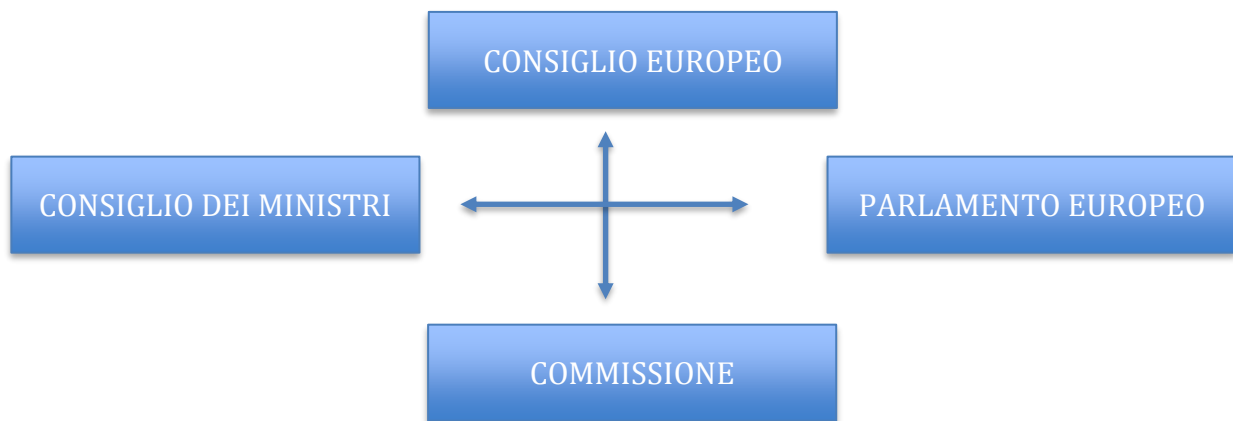 CONSIGLIO EUROPEO
CONSIGLIO DEI MINISTRI
PARLAMENTO EUROPEO
COMMISSIONE